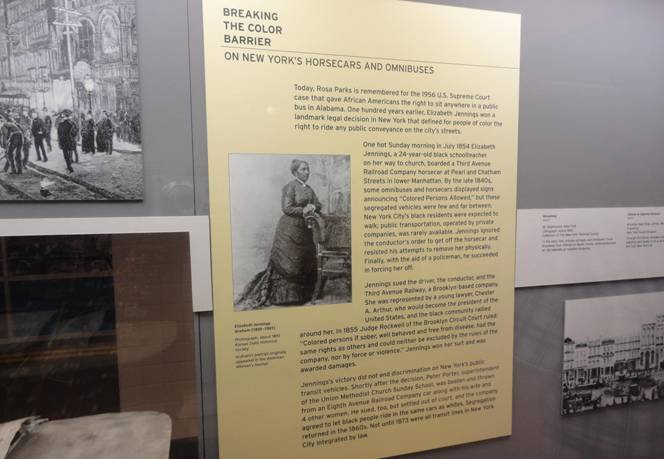 BREAKING
THE COLOR
BARRIER
ON NEW YORK'S HORSECARS AND OMNIBUSES
Today, Rosa Parks is remembered for the 1956 U.S. Supreme Court
case that gave African Americans the right to sit anywhere in a public
bus in Alabama. One hundred years earlier, Elizabeth Jennings won a
landmark legal decision in New York that defined for people of color the
right to ride any public conveyance on the city's streets.
One hot Sunday morning in July 1854 Elizabeth
Jennings, a 24-year-old black schoolteacher
on her way to church, boarded a Third Avenue
Railroad Company horsecar at Pearl and Chatham
Streets in lower Manhattan. By the late 1840s,
some omnibuses and horsecars displayed signs
announcing "Colored Persons Allowed," but these
segregated vehicles were few and far between.
New York City's black residents were expected to
walk; public transportation, operated by private
companies, was rarely available. Jennings ignored
the conductor's order to get off the horsecar and
resisted his attempts to remove her physically.
Finally, with the aid of a policeman, he succeeded
in forcing her off.
Jennings sued the driver, the conductor, and the
Third Avenue Railway, a Brooklyn-based company.
She was represented by a young lawyer, Chester
A. Arthur, who would become the president of the
United States, and the black community rallied
around her. In 1855 Judge Rockwell of the Brooklyn Circuit Court ruled:
"Colored persons if sober, well behaved and free from disease, had the
same rights as others and could neither be excluded by the rules of the
company, nor by force or violence." Jennings won her suit and was
awarded damages.
Jennings's victory did not end discrimination on New York's public
transit vehicles. Shortly after the decision, Peter Porter, superintendent
of the Union Methodist Church Sunday School, was beaten and thrown
from an Eighth Avenue Railroad Company car along with his wife and
4 other women. He sued, too, but settled out of court, and the company
agreed to let black people ride in the same cars as whites. Segregation
returned in the 1860s. Not until 1873 were all transit lines in New York
City integrated by law.
Elizabeth Jennings
Graham (1830-1901)
Photograph, about 1860
Kansas State Historical
Society
Graham's portrait originally
appeared in the American
Woman's Journal.